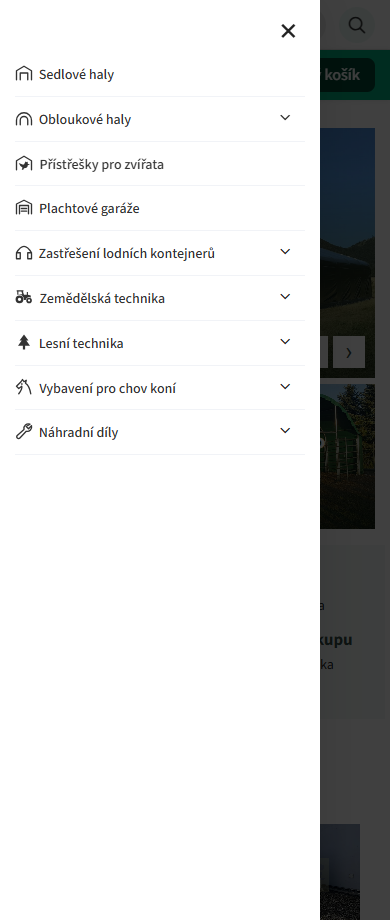 košík
Sedlové haly
Obloukové haly
Přístřešky pro zvířata
Plachtové garáže
Zastřešení lodních kontejnerů
Zemědělská technika
Lesní technika
Vybavení pro chov koní
Náhradní díly